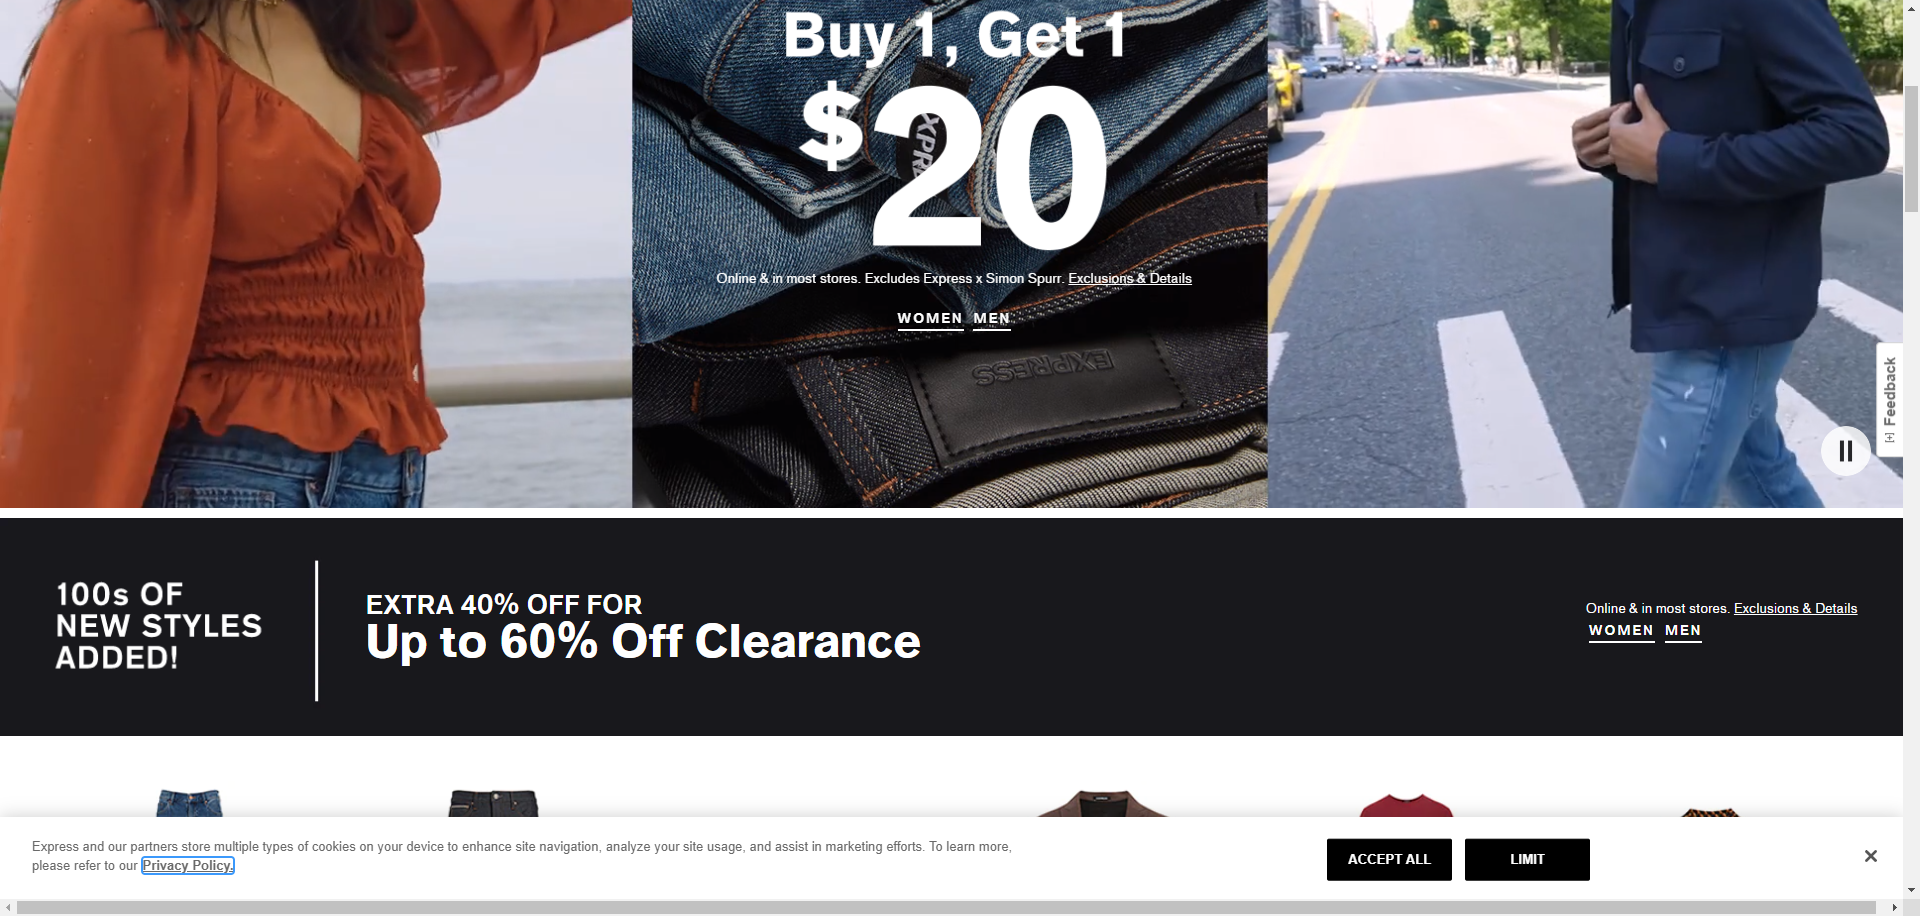 Buy 1, Get 1
$20
Online & in most stores. Excludes Express x Simon Spurr. Exclusions & Details
WOMEN MEN
EXPRESS
Feedback
100s OF
NEW STYLES
ADDED!
EXTRA 40% OFF FOR
Up to 60% Off Clearance
Online & in most stores. Exclusions & Details
WOMEN MEN
Express and our partners store multiple types of cookies on your device to enhance site navigation, analyze your site usage, and assist in marketing efforts. To learn more,
please refer to our Privacy Policy.
ACCEPT ALL
LIMIT